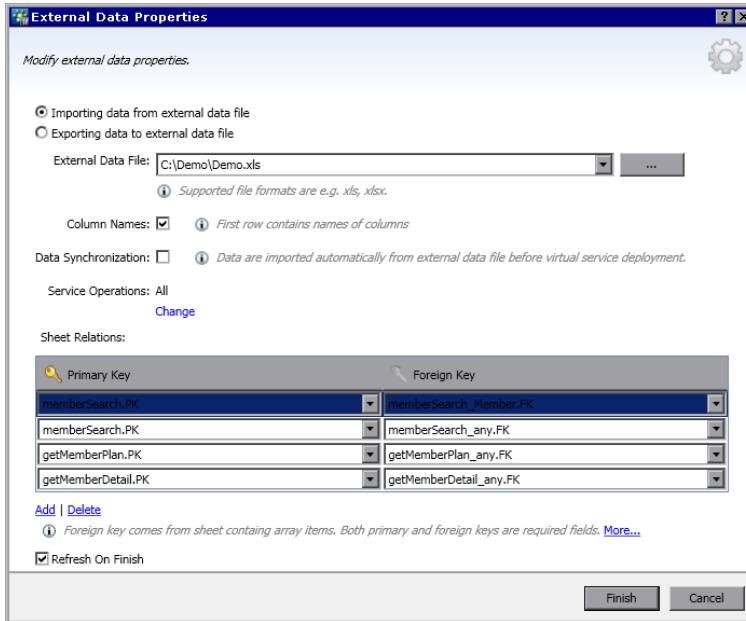 External Data Properties
Modify external data properties.
Importing data from external data file
Exporting data to external data file
External Data File: C:\Demo\Demo.xls ...
Supported file formats are e.g. xls, xlsx.
Column Names: First row contains names of columns
Data Synchronization: Data are imported automatically from external data file before virtual service deployment.
Service Operations: All
Change
Sheet Relations:
Primary Key Foreign Key
memberSearch.PK memberSearch_Member.FK
memberSearch.PK memberSearch_any.FK
getMemberPlan.PK getMemberPlan_any.FK
getMemberDetail.PK getMemberDetail_any.FK
Add | Delete
Foreign key comes from sheet containg array items. Both primary and foreign keys are required fields. More...
Refresh On Finish
Finish Cancel